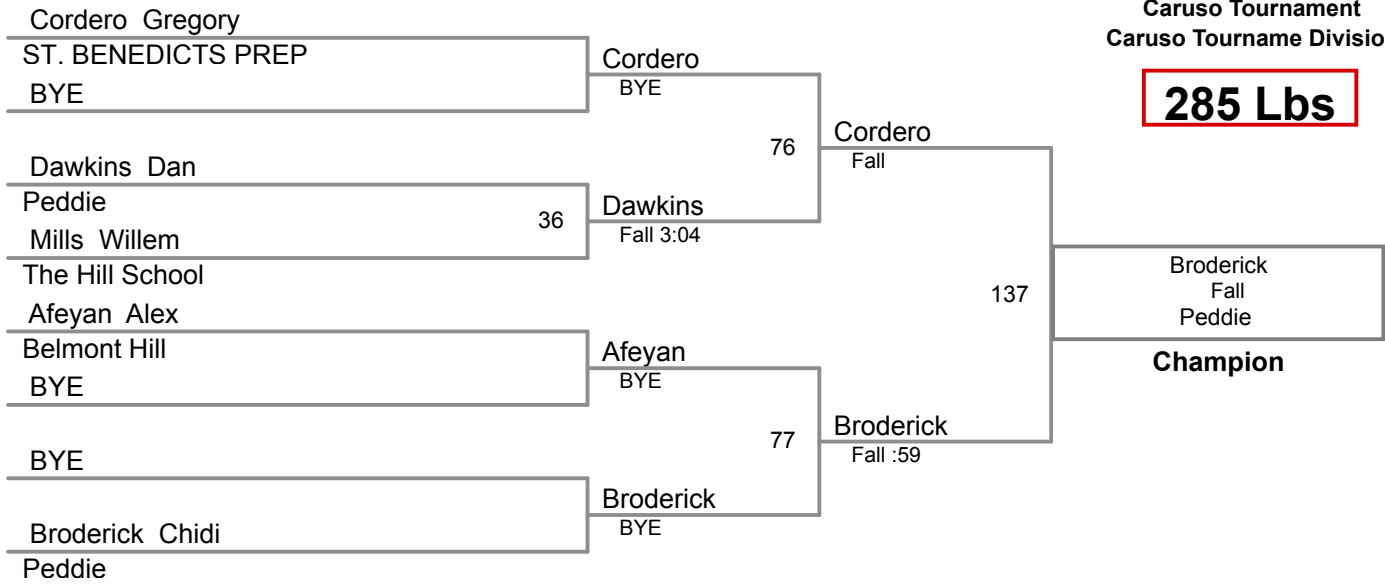 Caruso Tournament
Caruso Tourname Divisio
285 Lbs
Cordero Gregory
ST. BENEDICTS PREP
BYE
Dawkins Dan
Peddie
36
Mills Willem
The Hill School
Afeyan Alex
Belmont Hill
BYE
BYE
Broderick Chidi
Peddie
Cordero
BYE
76
Dawkins
Fall 3:04
Afeyan
BYE
77
Broderick
BYE
Cordero
Fall
137
Broderick
Fall :59
Broderick
Fall
Peddie
Champion